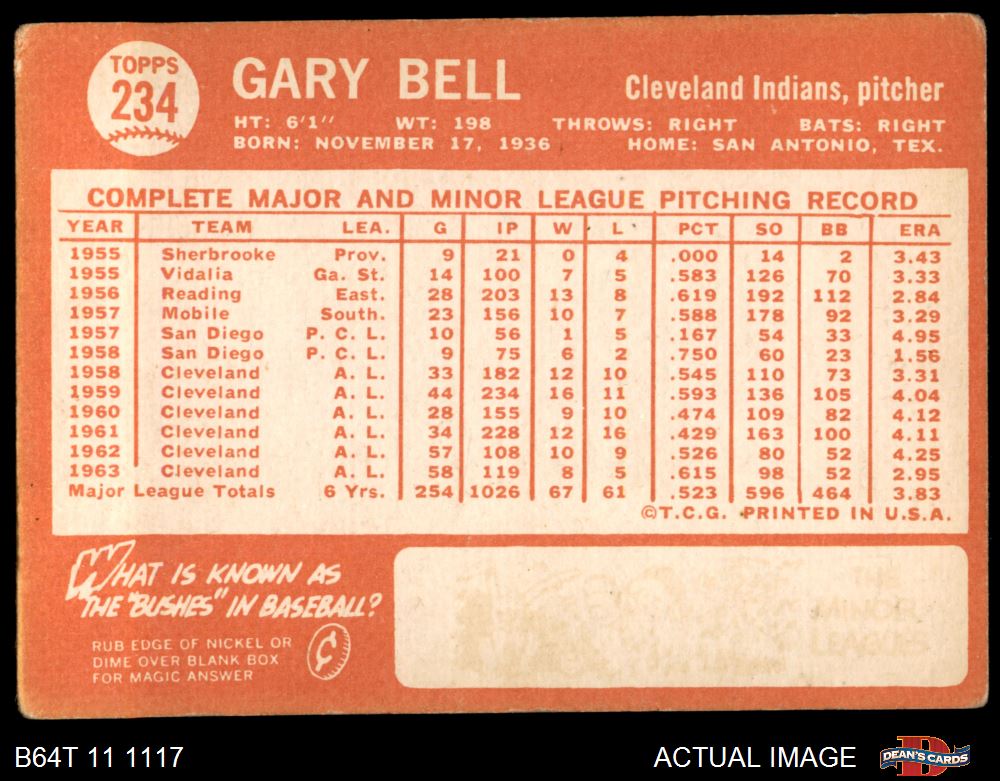 TOPPS
234
GARY BELL
Cleveland Indians, pitcher
HT: 6'1" WT: 198 THROWS: RIGHT BATS: RIGHT
BORN: NOVEMBER 17, 1936 HOME: SAN ANTONIO, TEX.
COMPLETE MAJOR AND MINOR LEAGUE PITCHING RECORD
YEAR TEAM LEA. G IP W L PCT SO BB ERA
1955 Sherbrooke Prov. 9 21 0 4 .000 14 2 3.43
1955 Vidalia Ga. St. 14 100 7 5 .583 126 70 3.33
1956 Reading East. 28 203 13 8 .619 192 112 2.84
1957 Mobile South. 23 156 10 7 .588 178 92 3.29
1957 San Diego P. C. L. 10 56 1 5 .167 54 33 4.95
1958 San Diego P. C. L. 9 75 6 2 .750 60 23 1.56
1958 Cleveland A. L. 33 182 12 10 .545 110 73 3.31
1959 Cleveland A. L. 44 234 16 11 .593 136 105 4.04
1960 Cleveland A. L. 28 155 9 10 .474 109 82 4.12
1961 Cleveland A. L. 34 228 12 16 .429 163 100 4.11
1962 Cleveland A. L. 57 108 10 9 .526 80 52 4.25
1963 Cleveland A. L. 58 119 8 5 .615 98 52 2.95
Major League Totals 6 Yrs. 254 1026 67 61 .523 596 464 3.83
©T.C.G. PRINTED IN U.S.A.
WHAT IS KNOWN AS
THE "BUSHES" IN BASEBALL?
RUB EDGE OF NICKEL OR
DIME OVER BLANK BOX
FOR MAGIC ANSWER
¢
B64T 11 1117 ACTUAL IMAGE DEAN'S CARDS